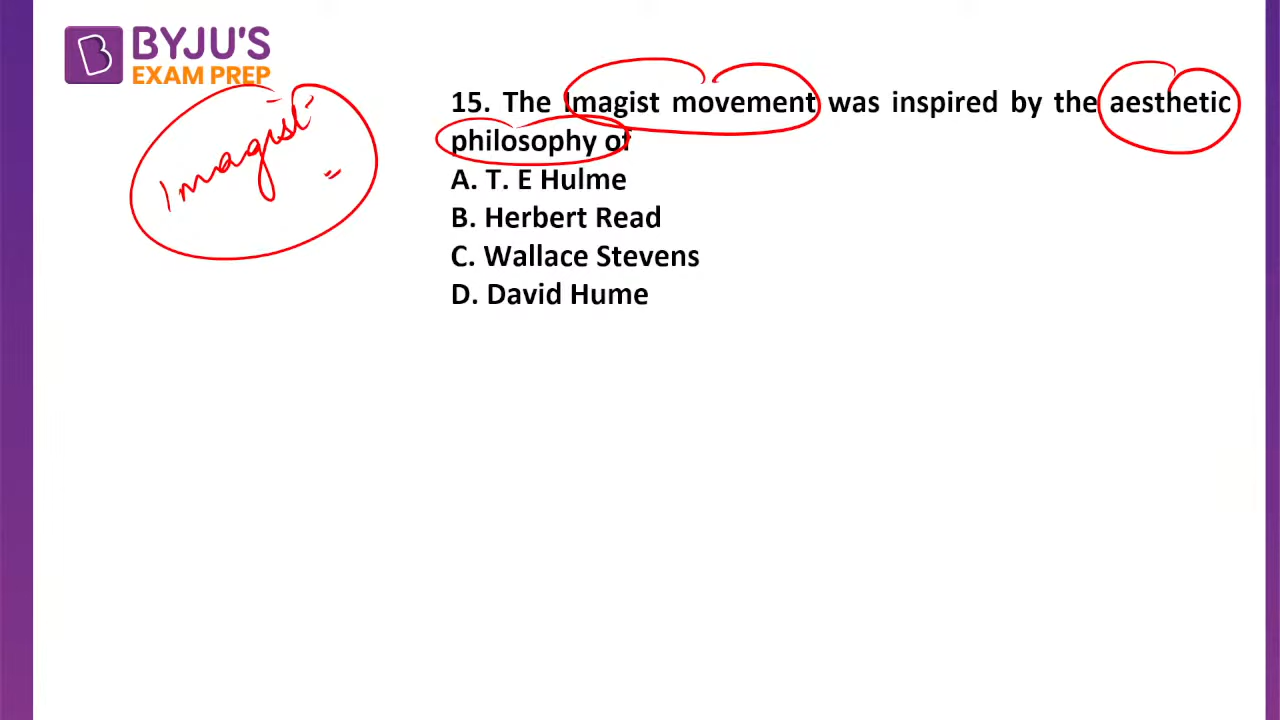 BYJU'S
EXAM PREP
Imagist
15. The Imagist movement was inspired by the aesthetic
philosophy of
A. T. E Hulme
B. Herbert Read
C. Wallace Stevens
D. David Hume